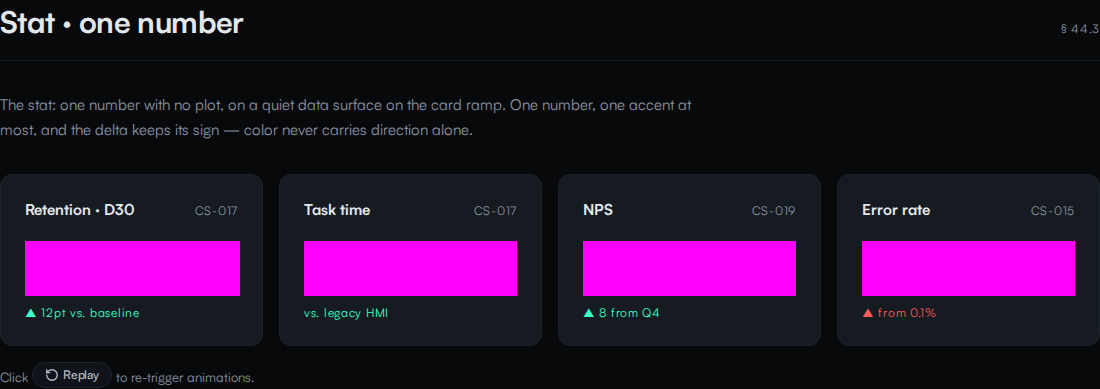 Stat · one number
§ 44.3
The stat: one number with no plot, on a quiet data surface on the card ramp. One number, one accent at
most, and the delta keeps its sign — color never carries direction alone.
Retention · D30
CS-017
▲ 12pt vs. baseline
Task time
CS-017
vs. legacy HMI
NPS
CS-019
▲ 8 from Q4
Error rate
CS-015
▲ from 0.1%
Click Replay to re-trigger animations.